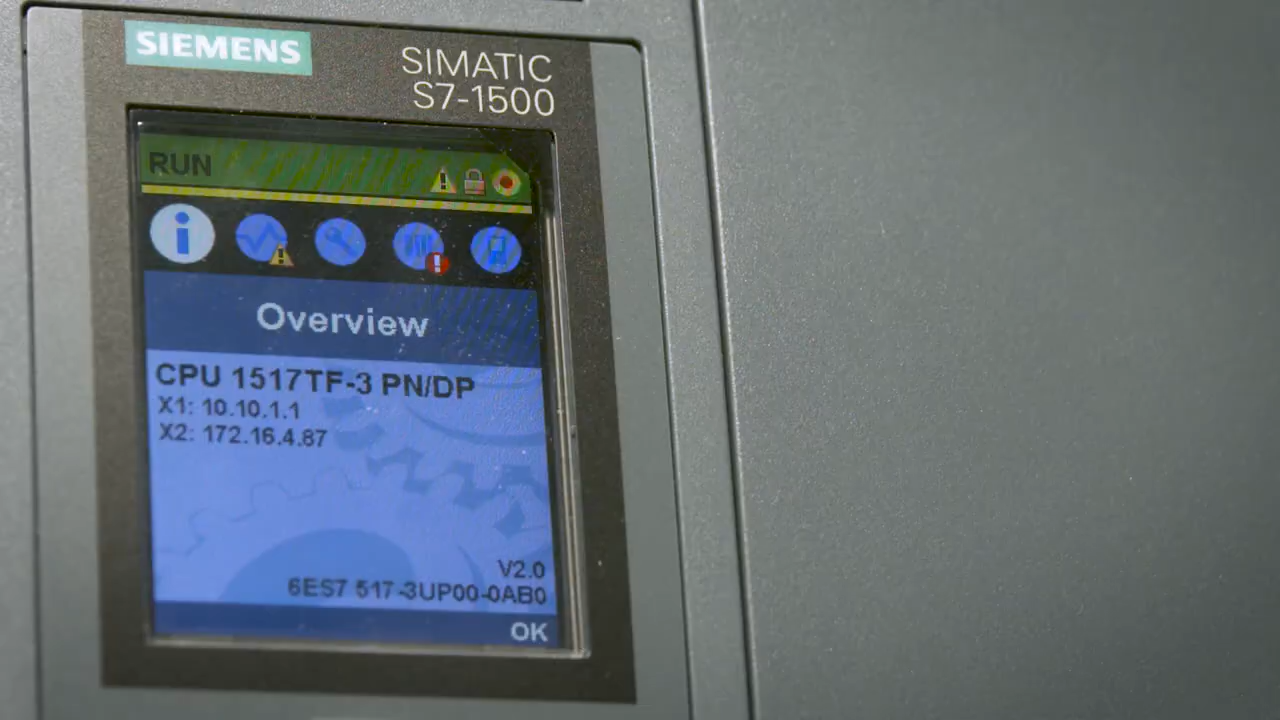 SIEMENS
SIMATIC
S7-1500
RUN
Overview
CPU 1517TF-3 PN/DP
X1: 10.10.1.1
X2: 172.16.4.87
V2.0
6ES7 517-3UP00-0AB0
OK